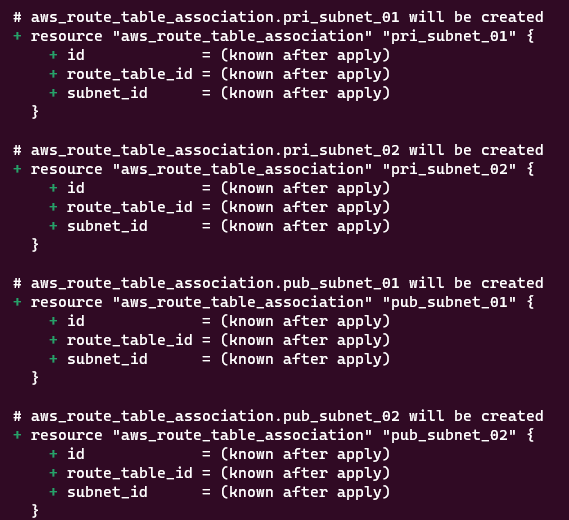 # aws_route_table_association.pri_subnet_01 will be created
+ resource "aws_route_table_association" "pri_subnet_01" {
    + id             = (known after apply)
    + route_table_id = (known after apply)
    + subnet_id      = (known after apply)
  }

# aws_route_table_association.pri_subnet_02 will be created
+ resource "aws_route_table_association" "pri_subnet_02" {
    + id             = (known after apply)
    + route_table_id = (known after apply)
    + subnet_id      = (known after apply)
  }

# aws_route_table_association.pub_subnet_01 will be created
+ resource "aws_route_table_association" "pub_subnet_01" {
    + id             = (known after apply)
    + route_table_id = (known after apply)
    + subnet_id      = (known after apply)
  }

# aws_route_table_association.pub_subnet_02 will be created
+ resource "aws_route_table_association" "pub_subnet_02" {
    + id             = (known after apply)
    + route_table_id = (known after apply)
    + subnet_id      = (known after apply)
  }